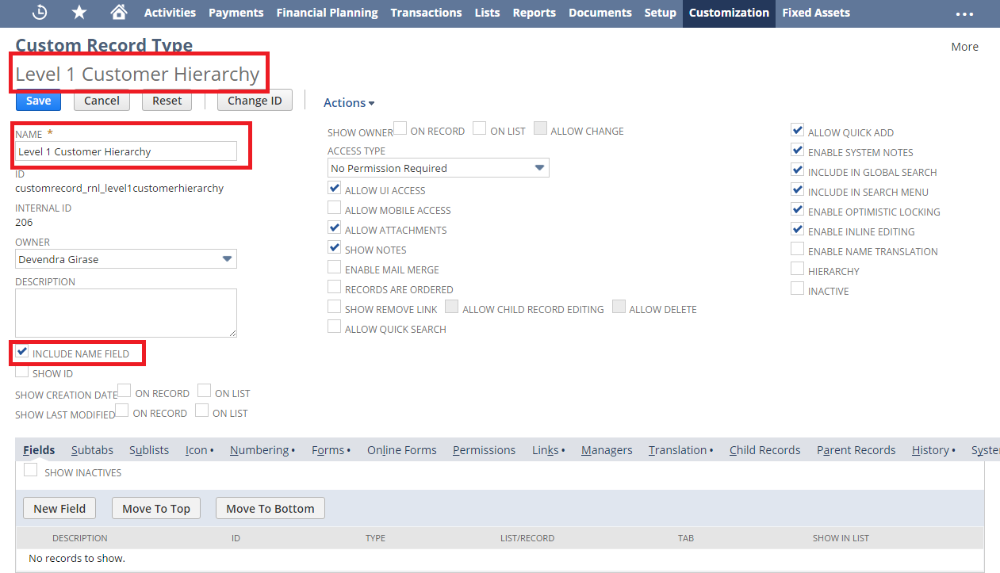 Activities Payments Financial Planning Transactions Lists Reports Documents Setup Customization Fixed Assets
Custom Record Type
More
Level 1 Customer Hierarchy
Save Cancel Reset Change ID Actions
NAME *
Level 1 Customer Hierarchy
ID
customrecord_rnl_level1customerhierarchy
INTERNAL ID
206
OWNER
Devendra Girase
DESCRIPTION
INCLUDE NAME FIELD
SHOW ID
SHOW CREATION DATE ON RECORD ON LIST
SHOW LAST MODIFIED ON RECORD ON LIST
SHOW OWNER ON RECORD ON LIST ALLOW CHANGE
ACCESS TYPE
No Permission Required
ALLOW UI ACCESS
ALLOW MOBILE ACCESS
ALLOW ATTACHMENTS
SHOW NOTES
ENABLE MAIL MERGE
RECORDS ARE ORDERED
SHOW REMOVE LINK ALLOW CHILD RECORD EDITING ALLOW DELETE
ALLOW QUICK SEARCH
ALLOW QUICK ADD
ENABLE SYSTEM NOTES
INCLUDE IN GLOBAL SEARCH
INCLUDE IN SEARCH MENU
ENABLE OPTIMISTIC LOCKING
ENABLE INLINE EDITING
ENABLE NAME TRANSLATION
HIERARCHY
INACTIVE
Fields Subtabs Sublists Icon • Numbering • Forms • Online Forms Permissions Links • Managers Translation • Child Records Parent Records History • Syste
SHOW INACTIVES
New Field Move To Top Move To Bottom
DESCRIPTION ID TYPE LIST/RECORD TAB SHOW IN LIST
No records to show.